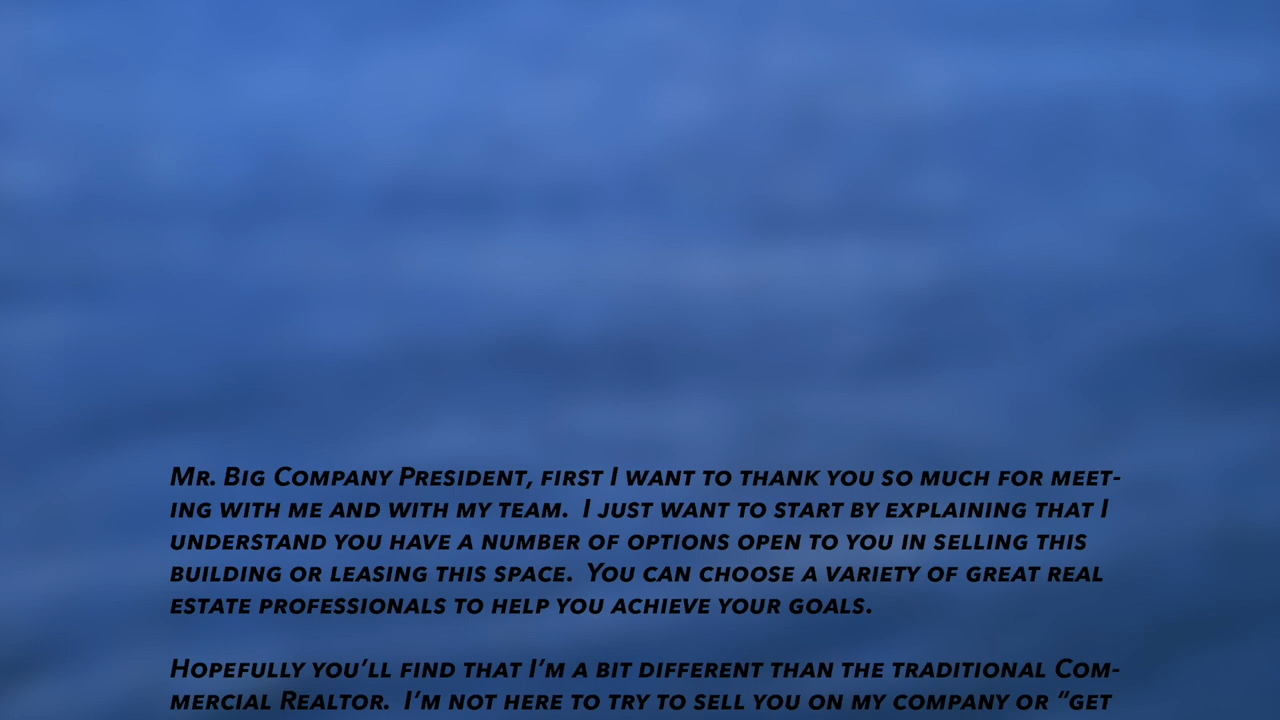 Mr. Big Company President, first I want to thank you so much for meet-
ing with me and with my team.  I just want to start by explaining that I
understand you have a number of options open to you in selling this
building or leasing this space.  You can choose a variety of great real
estate professionals to help you achieve your goals.
Hopefully you’ll find that I’m a bit different than the traditional Com-
mercial Realtor.  I’m not here to try to sell you on my company or “get